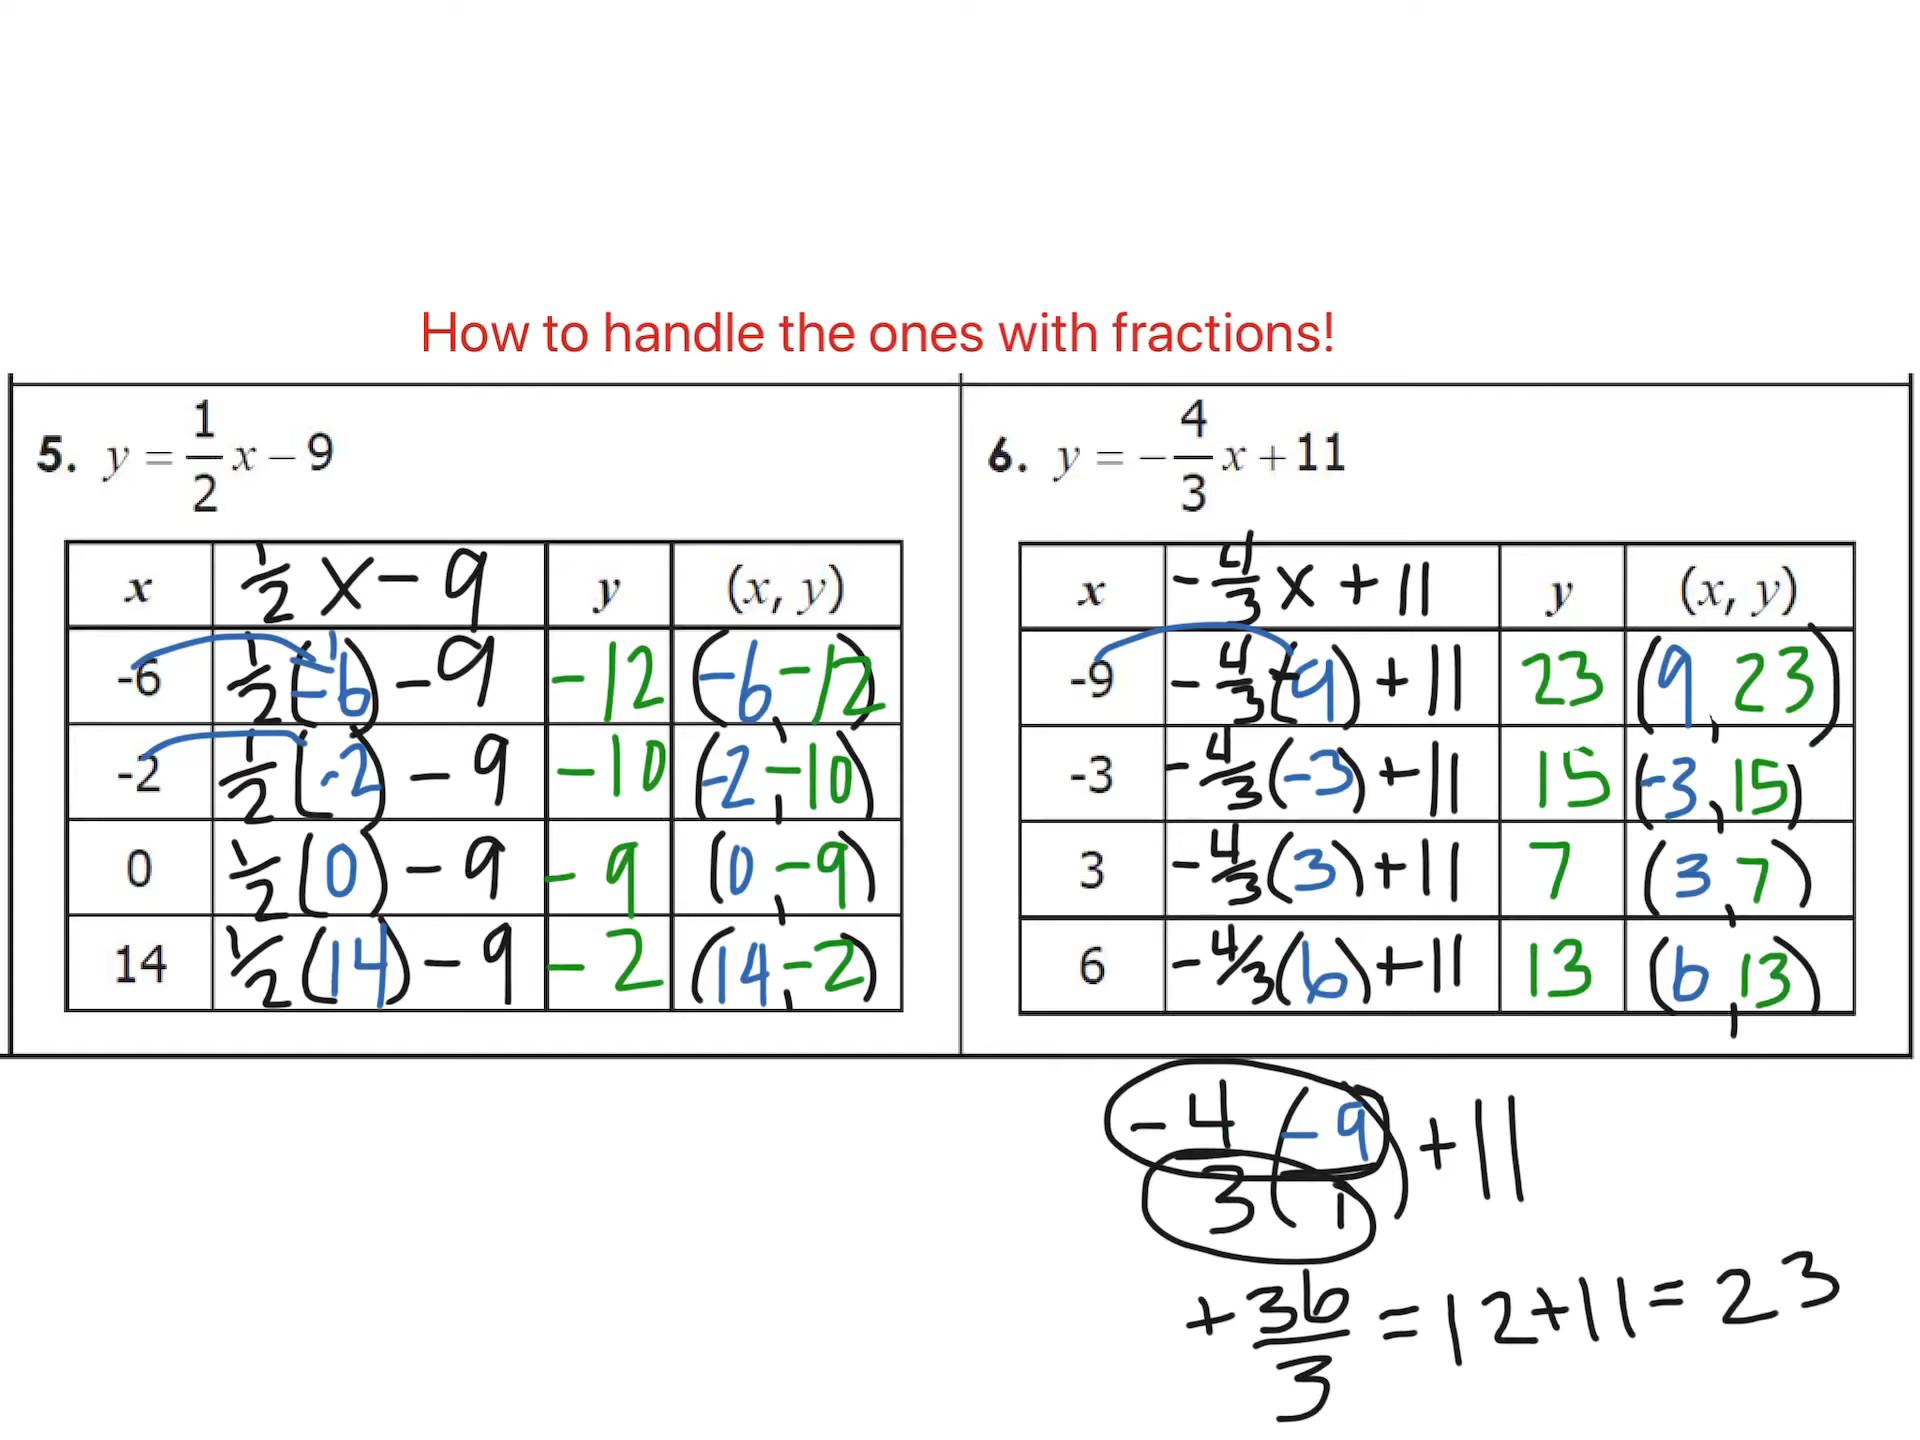 How to handle the ones with fractions!
5. y = 1/2 x − 9
x | 1/2 x − 9 | y | (x, y)
-6 | 1/2 (-6) − 9 | −12 | (−6, −12)
-2 | 1/2 (-2) − 9 | −10 | (−2, −10)
0 | 1/2 (0) − 9 | − 9 | (0, −9)
14 | 1/2 (14) − 9 | − 2 | (14, −2)
6. y = − 4/3 x + 11
x | − 4/3 x + 11 | y | (x, y)
-9 | − 4/3 (−9) + 11 | 23 | (9, 23)
-3 | − 4/3 (−3) + 11 | 15 | (−3, 15)
3 | − 4/3 (3) + 11 | 7 | (3, 7)
6 | − 4/3 (6) + 11 | 13 | (6, 13)
− 4/3 (−9/1) + 11
+ 36/3 = 12 + 11 = 23